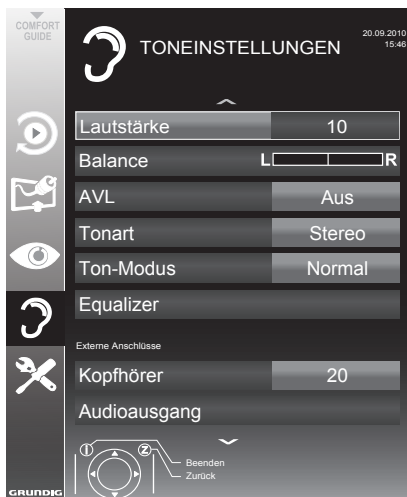 COMFORT
GUIDE
TONEINSTELLUNGEN
20.09.2010
15:46
Lautstärke 10
Balance L R
AVL Aus
Tonart Stereo
Ton-Modus Normal
Equalizer
Externe Anschlüsse
Kopfhörer 20
Audioausgang
Z
Beenden
Zurück
GRUNDIG